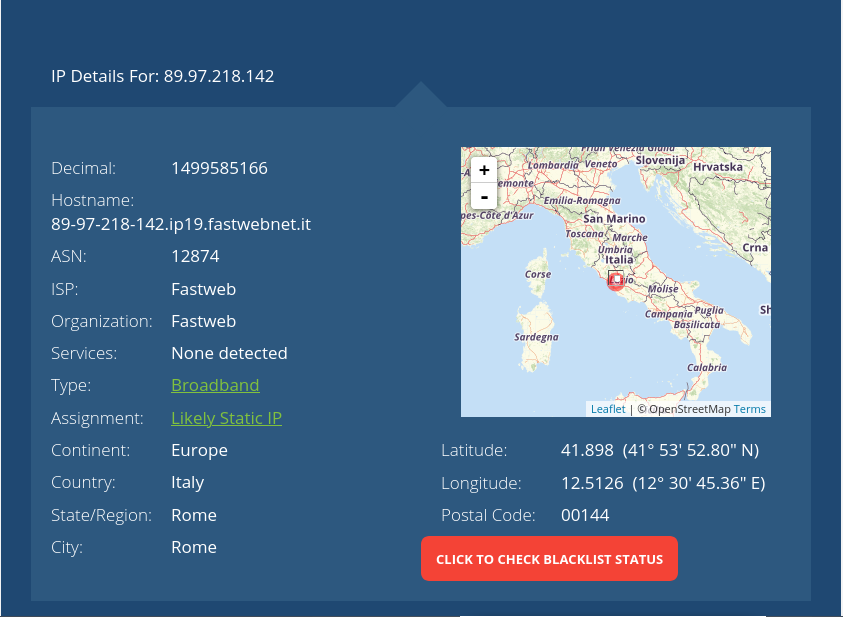 IP Details For: 89.97.218.142
Decimal: 1499585166
Hostname:
89-97-218-142.ip19.fastwebnet.it
ASN: 12874
ISP: Fastweb
Organization: Fastweb
Services: None detected
Type: Broadband
Assignment: Likely Static IP
Continent: Europe
Country: Italy
State/Region: Rome
City: Rome
+
-
Friuli Venezia Giulia
Slovenija
Lombardia
Veneto
Hrvatska
emonte
Emilia-Romagna
pes-Côte d'Azur
San Marino
Toscana
Marche
Umbria
Italia
Crna
Corse
Molise
Campania
Puglia
Basilicata
Sh
Sardegna
Calabria
Leaflet | © OpenStreetMap Terms
Latitude: 41.898 (41° 53' 52.80" N)
Longitude: 12.5126 (12° 30' 45.36" E)
Postal Code: 00144
CLICK TO CHECK BLACKLIST STATUS